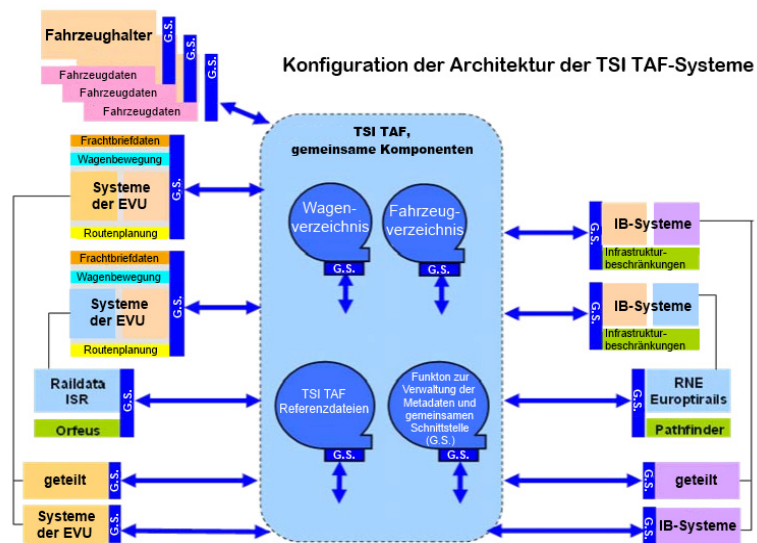 Konfiguration der Architektur der TSI TAF-Systeme
Fahrzeughalter
G.S.
G.S.
G.S.
Fahrzeugdaten
Fahrzeugdaten
Fahrzeugdaten
Frachtbriefdaten
Wagenbewegung
Systeme
der EVU
Routenplanung
G.S.
Frachtbriefdaten
Wagenbewegung
Systeme
der EVU
Routenplanung
G.S.
Raildata
ISR
Orfeus
G.S.
geteilt
G.S.
Systeme
der EVU
G.S.
TSI TAF,
gemeinsame Komponenten
Wagen-
verzeichnis
G.S.
Fahrzeug-
verzeichnis
G.S.
TSI TAF
Referenzdateien
G.S.
Funkton zur
Verwaltung der
Metadaten und
gemeinsamen
Schnittstelle
(G.S.)
G.S.
G.S.
IB-Systeme
Infrastruktur-
beschränkungen
G.S.
IB-Systeme
Infrastruktur-
beschränkungen
G.S.
RNE
Europtirails
Pathfinder
G.S.
geteilt
G.S.
IB-Systeme